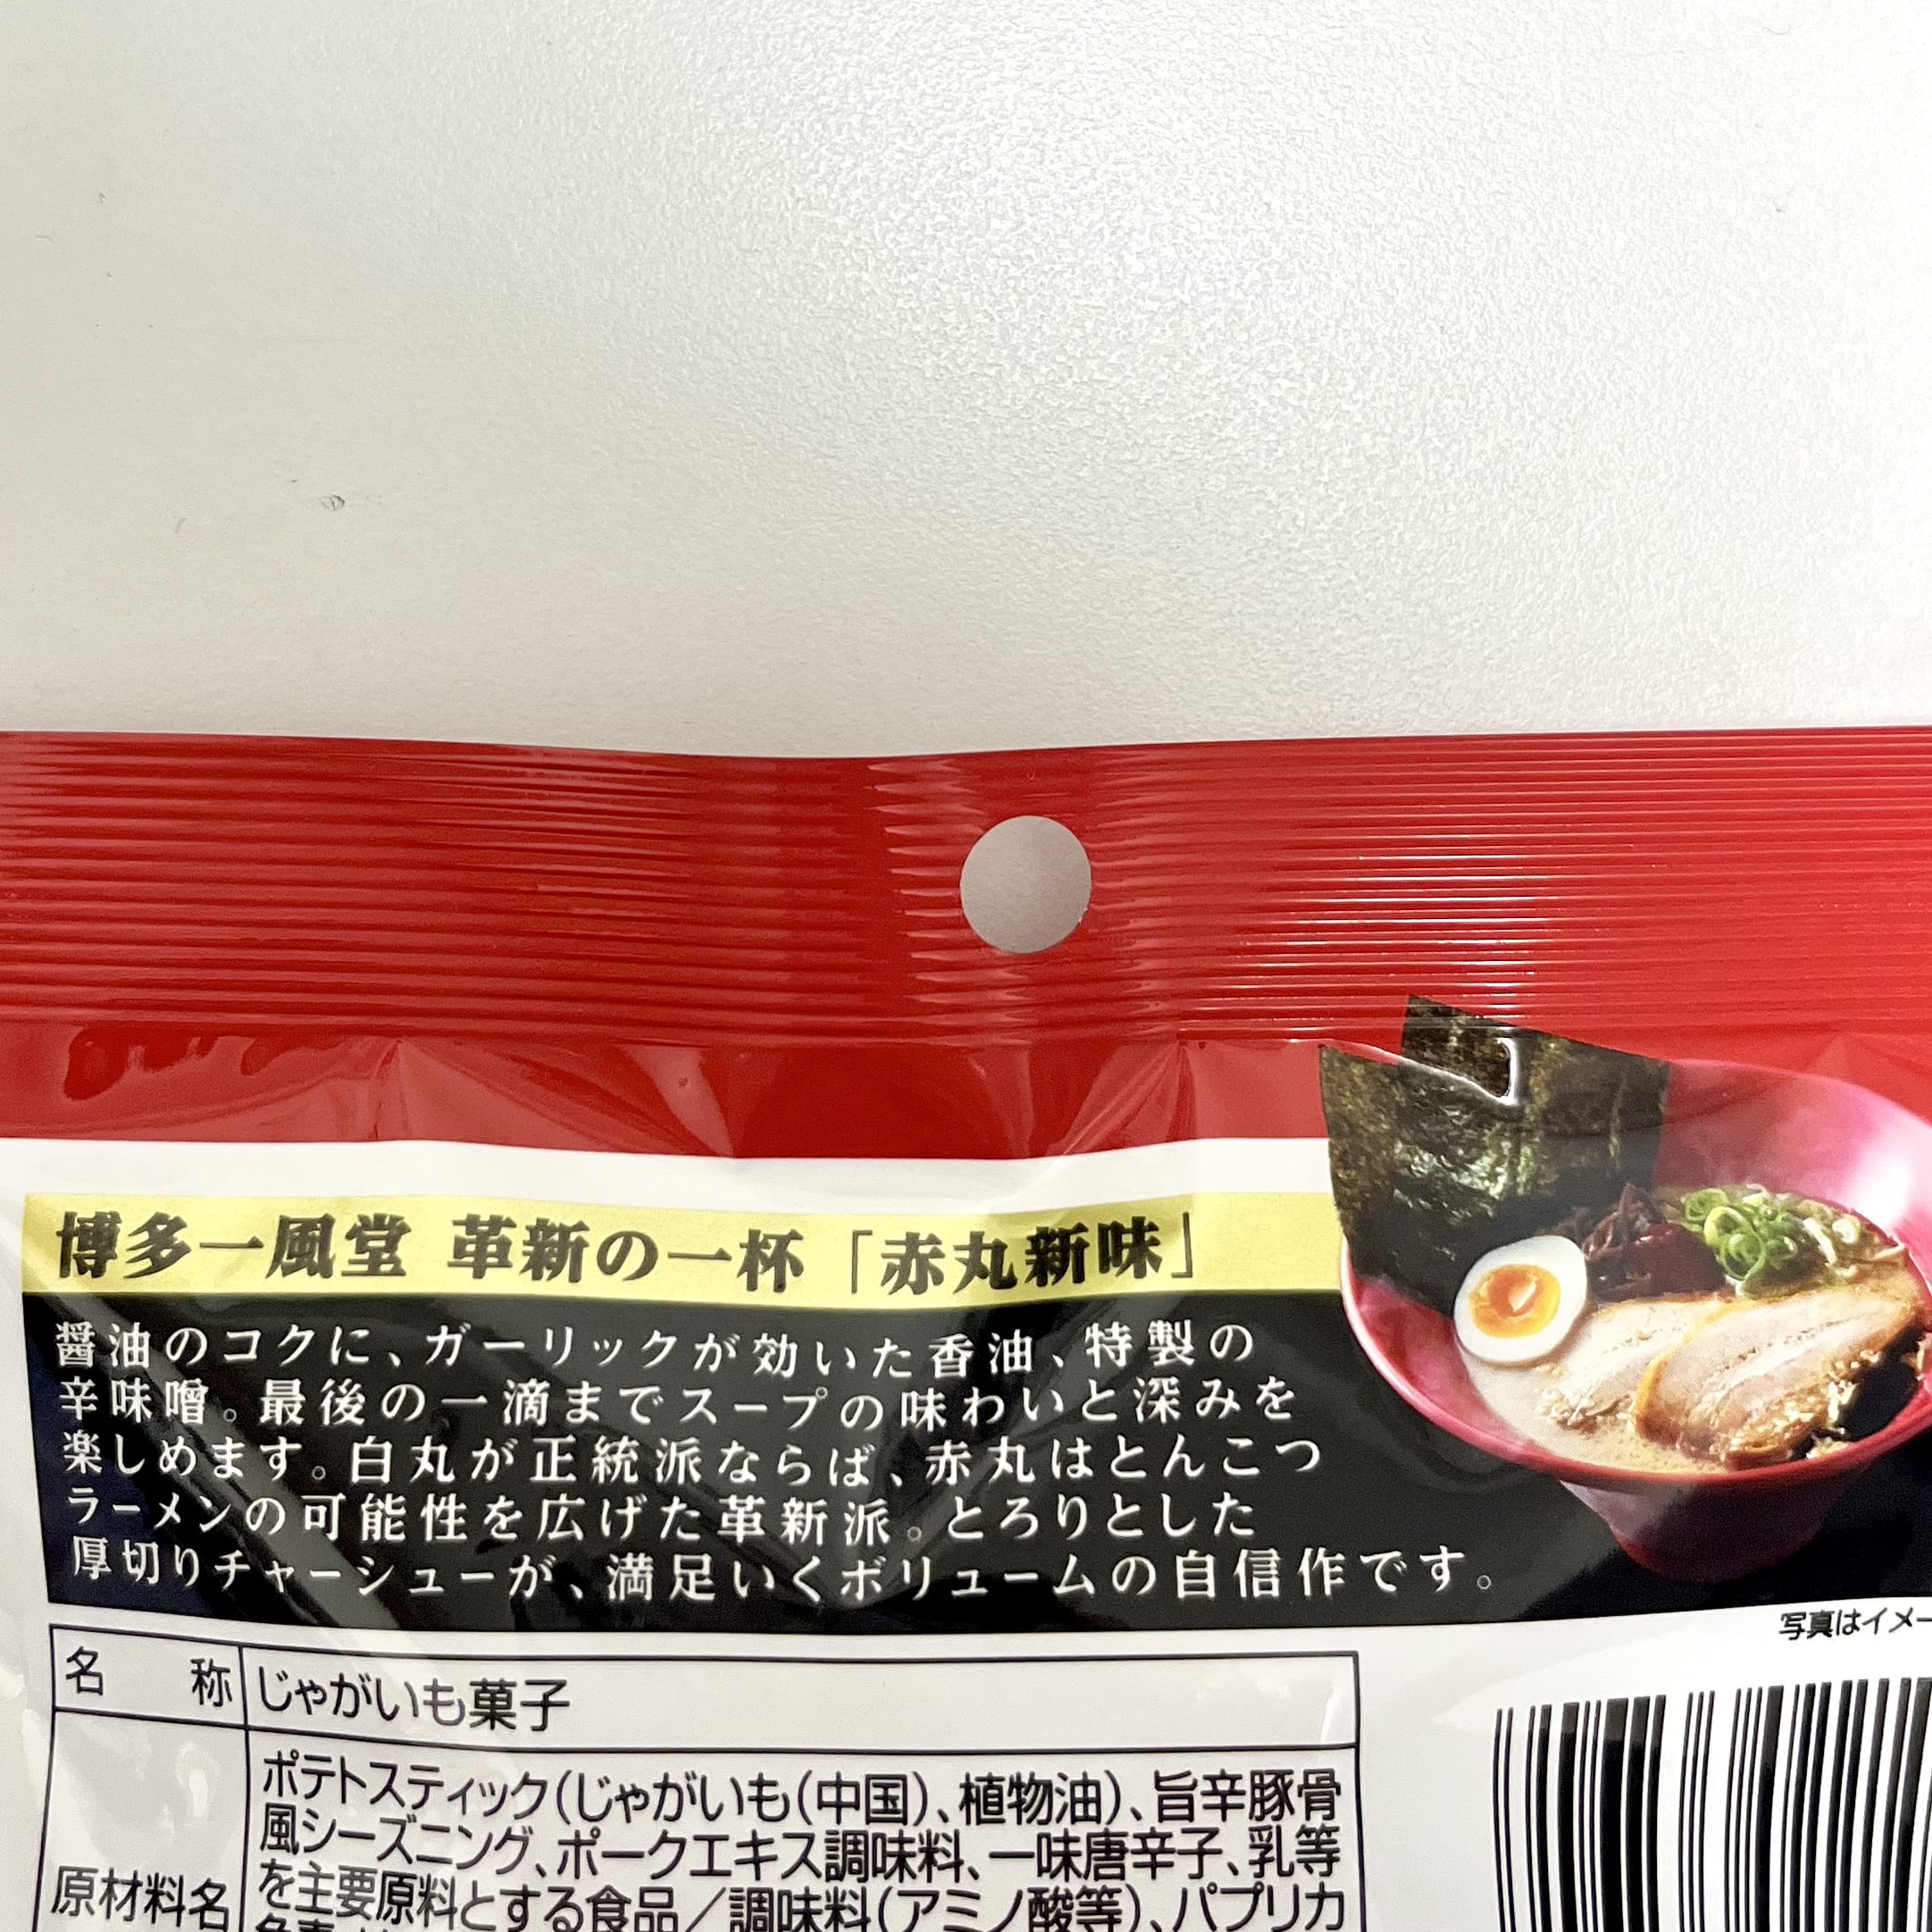 博多一風堂 革新の一杯「赤丸新味」
醤油のコクに、ガーリックが効いた香油、特製の
辛味噌。最後の一滴までスープの味わいと深みを
楽しめます。白丸が正統派ならば、赤丸はとんこつ
ラーメンの可能性を広げた革新派。とろりとした
厚切りチャーシューが、満足いくボリュームの自信作です。
写真はイメー
名 称 じゃがいも菓子
原材料名
ポテトスティック(じゃがいも(中国)、植物油)、旨辛豚骨
風シーズニング、ポークエキス調味料、一味唐辛子、乳等
を主要原料とする食品／調味料(アミノ酸等)、パプリカ